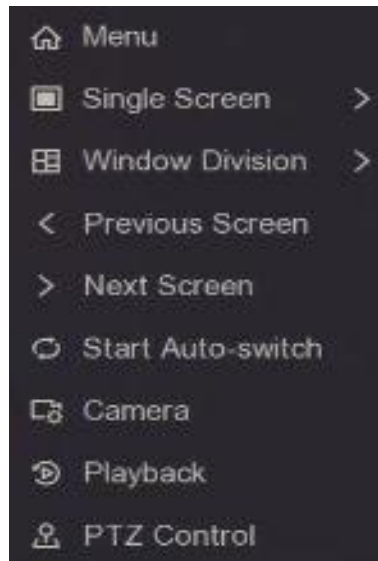 Menu
Single Screen
Window Division
Previous Screen
Next Screen
Start Auto-switch
Camera
Playback
PTZ Control